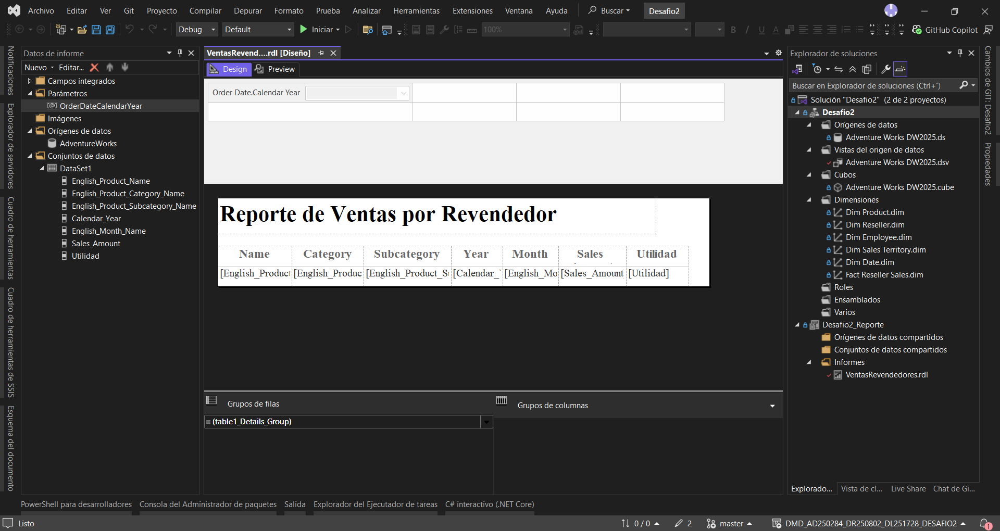 Archivo Editar Ver Git Proyecto Compilar Depurar Formato Prueba Analizar Herramientas Extensiones Ventana Ayuda Buscar Desafio2
Debug Default Iniciar 100% GitHub Copilot
Notificaciones
Explorador de servidores
Cuadro de herramientas
Cuadro de herramientas de SSIS
Esquema del documento
Datos de informe
Nuevo Editar...
Campos integrados
Parámetros
OrderDateCalendarYear
Imágenes
Orígenes de datos
AdventureWorks
Conjuntos de datos
DataSet1
English_Product_Name
English_Product_Category_Name
English_Product_Subcategory_Name
Calendar_Year
English_Month_Name
Sales_Amount
Utilidad
VentasRevend....rdl [Diseño]
Design Preview
Order Date.Calendar Year
Reporte de Ventas por Revendedor
Name Category Subcategory Year Month Sales Utilidad
[English_Product [English_Produc [English_Product_S [Calendar_ [English_Mo [Sales_Amount [Utilidad]
Grupos de filas
Grupos de columnas
(table1_Details_Group)
Explorador de soluciones
Buscar en Explorador de soluciones (Ctrl+´)
Solución "Desafio2" (2 de 2 proyectos)
Desafio2
Orígenes de datos
Adventure Works DW2025.ds
Vistas del origen de datos
Adventure Works DW2025.dsv
Cubos
Adventure Works DW2025.cube
Dimensiones
Dim Product.dim
Dim Reseller.dim
Dim Employee.dim
Dim Sales Territory.dim
Dim Date.dim
Fact Reseller Sales.dim
Roles
Ensamblados
Varios
Desafio2_Reporte
Orígenes de datos compartidos
Conjuntos de datos compartidos
Informes
VentasRevendedores.rdl
Explorado... Vista de cl... Live Share Chat de Gi...
Cambios de GIT: Desafio2
Propiedades
PowerShell para desarrolladores Consola del Administrador de paquetes Salida Explorador del Ejecutador de tareas C# interactivo (.NET Core)
Listo 0 / 0 2 master DMD_AD250284_DR250802_DL251728_DESAFIO2 1